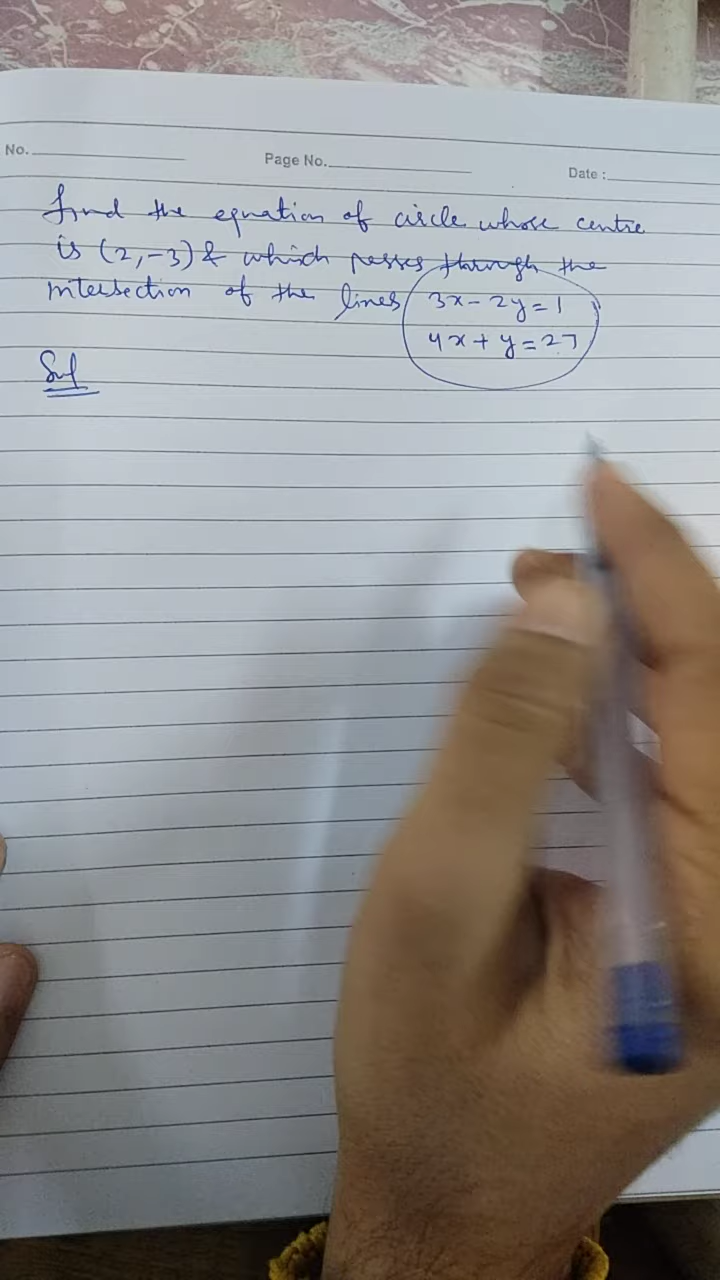 No.
Page No.
Date :
find the equation of circle whose centre
is (2,-3) & which passes through the
intersection of the lines 3x - 2y = 1
4x + y = 27
Sol